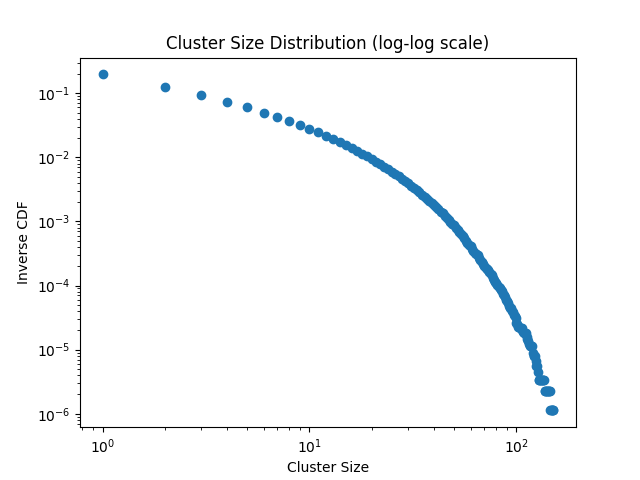 Cluster Size Distribution (log-log scale)
Inverse CDF
10⁻¹
10⁻²
10⁻³
10⁻⁴
10⁻⁵
10⁻⁶
10⁰ 10¹ 10²
Cluster Size